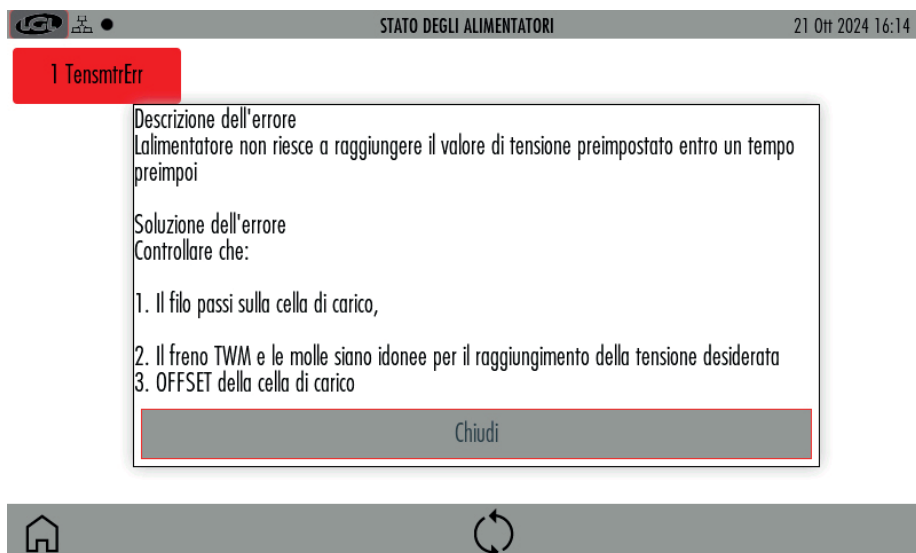 LGL
STATO DEGLI ALIMENTATORI
21 Ott 2024 16:14
1 TensmtrErr
Descrizione dell'errore
Lalimentatore non riesce a raggiungere il valore di tensione preimpostato entro un tempo
preimpoi
Soluzione dell'errore
Controllare che:
1. Il filo passi sulla cella di carico,
2. Il freno TWM e le molle siano idonee per il raggiungimento della tensione desiderata
3. OFFSET della cella di carico
Chiudi